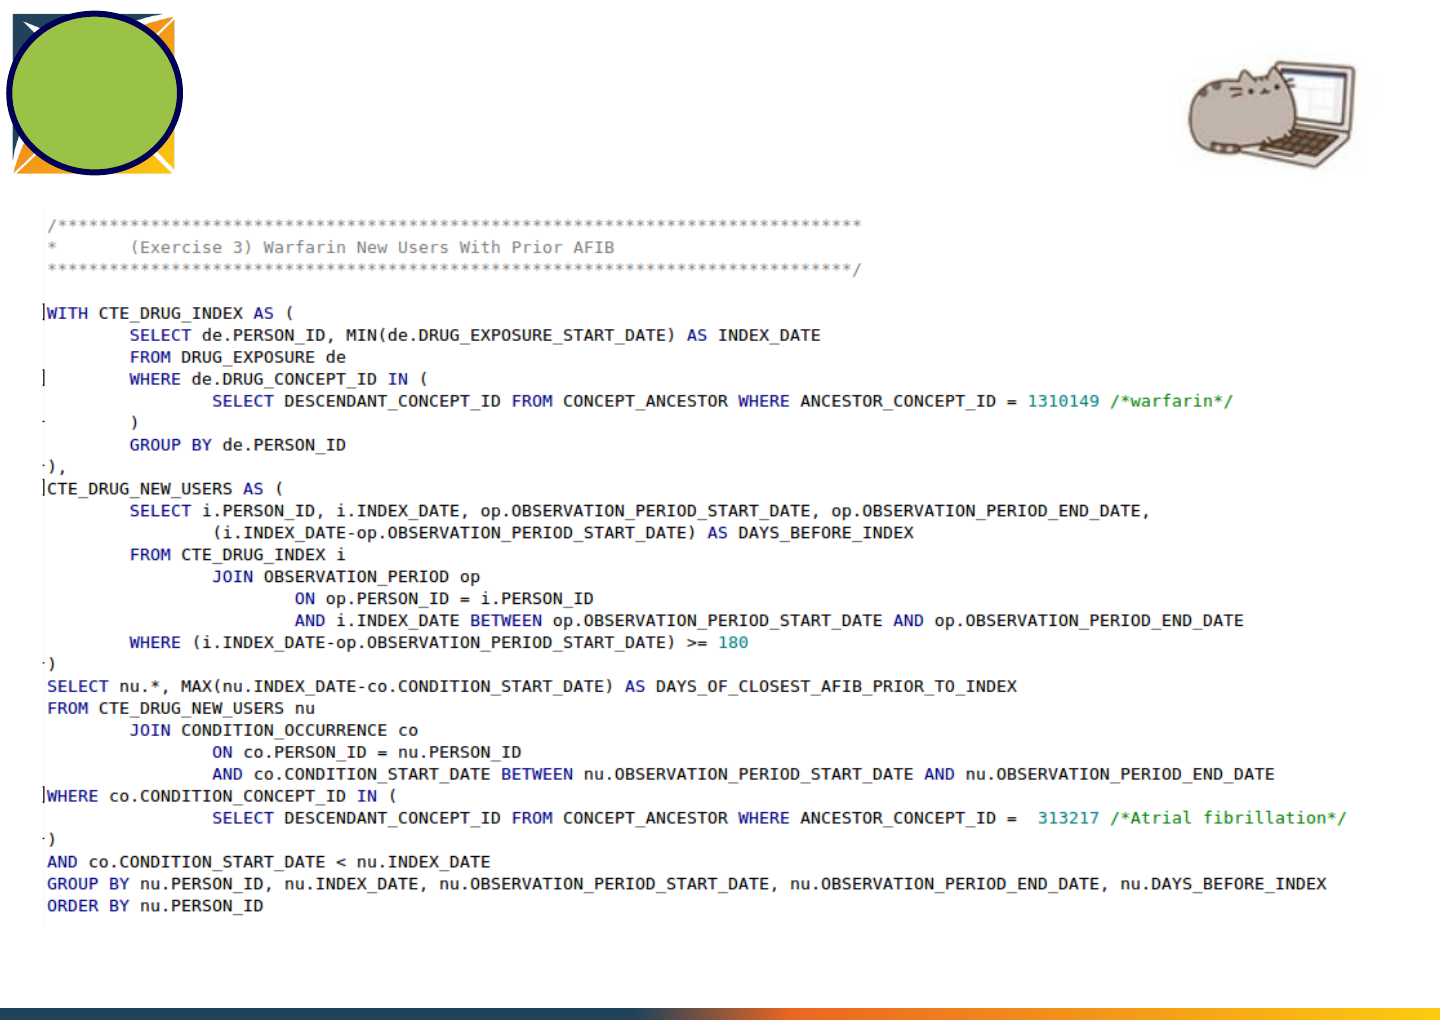 /******************************************************************************
* (Exercise 3) Warfarin New Users With Prior AFIB
******************************************************************************/
WITH CTE_DRUG_INDEX AS (
SELECT de.PERSON_ID, MIN(de.DRUG_EXPOSURE_START_DATE) AS INDEX_DATE
FROM DRUG_EXPOSURE de
WHERE de.DRUG_CONCEPT_ID IN (
SELECT DESCENDANT_CONCEPT_ID FROM CONCEPT_ANCESTOR WHERE ANCESTOR_CONCEPT_ID = 1310149 /*warfarin*/
)
GROUP BY de.PERSON_ID
),
CTE_DRUG_NEW_USERS AS (
SELECT i.PERSON_ID, i.INDEX_DATE, op.OBSERVATION_PERIOD_START_DATE, op.OBSERVATION_PERIOD_END_DATE,
(i.INDEX_DATE-op.OBSERVATION_PERIOD_START_DATE) AS DAYS_BEFORE_INDEX
FROM CTE_DRUG_INDEX i
JOIN OBSERVATION_PERIOD op
ON op.PERSON_ID = i.PERSON_ID
AND i.INDEX_DATE BETWEEN op.OBSERVATION_PERIOD_START_DATE AND op.OBSERVATION_PERIOD_END_DATE
WHERE (i.INDEX_DATE-op.OBSERVATION_PERIOD_START_DATE) >= 180
)
SELECT nu.*, MAX(nu.INDEX_DATE-co.CONDITION_START_DATE) AS DAYS_OF_CLOSEST_AFIB_PRIOR_TO_INDEX
FROM CTE_DRUG_NEW_USERS nu
JOIN CONDITION_OCCURRENCE co
ON co.PERSON_ID = nu.PERSON_ID
AND co.CONDITION_START_DATE BETWEEN nu.OBSERVATION_PERIOD_START_DATE AND nu.OBSERVATION_PERIOD_END_DATE
WHERE co.CONDITION_CONCEPT_ID IN (
SELECT DESCENDANT_CONCEPT_ID FROM CONCEPT_ANCESTOR WHERE ANCESTOR_CONCEPT_ID = 313217 /*Atrial fibrillation*/
)
AND co.CONDITION_START_DATE < nu.INDEX_DATE
GROUP BY nu.PERSON_ID, nu.INDEX_DATE, nu.OBSERVATION_PERIOD_START_DATE, nu.OBSERVATION_PERIOD_END_DATE, nu.DAYS_BEFORE_INDEX
ORDER BY nu.PERSON_ID